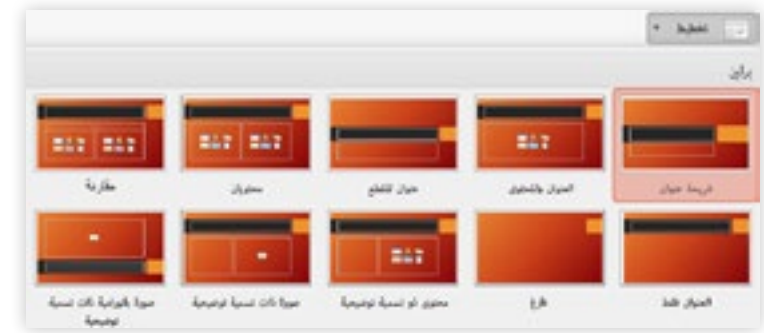 تخطيط
برلين
شريحة عنوان
العنوان والمحتوى
عنوان المقطع
محتويان
مقارنة
العنوان فقط
فارغ
محتوى ذو تسمية توضيحية
صورة ذات تسمية توضيحية
صورة بانورامية ذات تسمية
توضيحية